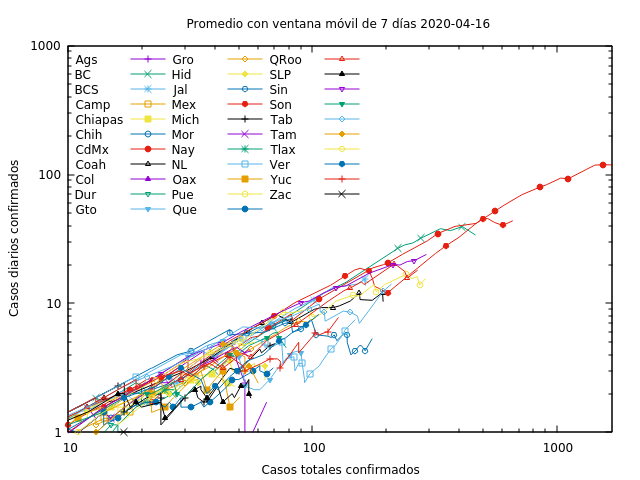 Promedio con ventana móvil de 7 días 2020-04-16
1000
100
10
1
Casos diarios confirmados
Ags Gro QRoo
BC Hid SLP
BCS Jal Sin
Camp Mex Son
Chiapas Mich Tab
Chih Mor Tam
CdMx Nay Tlax
Coah NL Ver
Col Oax Yuc
Dur Pue Zac
Gto Que
10 100 1000
Casos totales confirmados